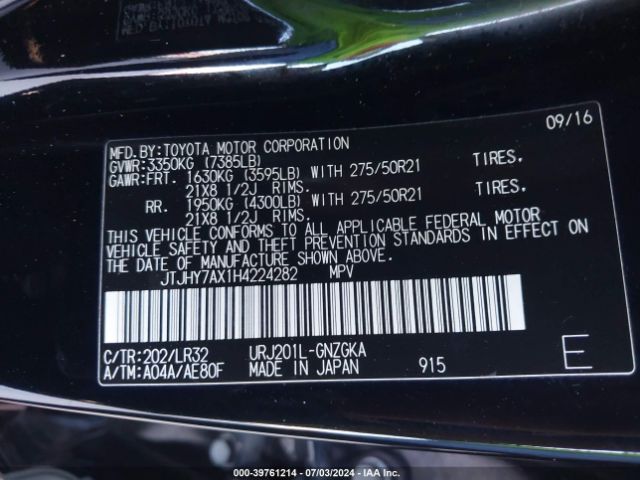 09/16
MFD.BY:TOYOTA MOTOR CORPORATION
GVWR:3350KG (7385LB)
GAWR:FRT. 1630KG (3595LB) WITH 275/50R21 TIRES.
21X8 1/2J RIMS.
RR. 1950KG (4300LB) WITH 275/50R21 TIRES.
21X8 1/2J RIMS.
THIS VEHICLE CONFORMS TO ALL APPLICABLE FEDERAL MOTOR
VEHICLE SAFETY AND THEFT PREVENTION STANDARDS IN EFFECT ON
THE DATE OF MANUFACTURE SHOWN ABOVE.
JTJHY7AX1H4224282 MPV
C/TR:202/LR32 URJ201L-GNZGKA
A/TM:A04A/AE80F MADE IN JAPAN 915 E
000-39761214 - 07/03/2024 - IAA Inc.